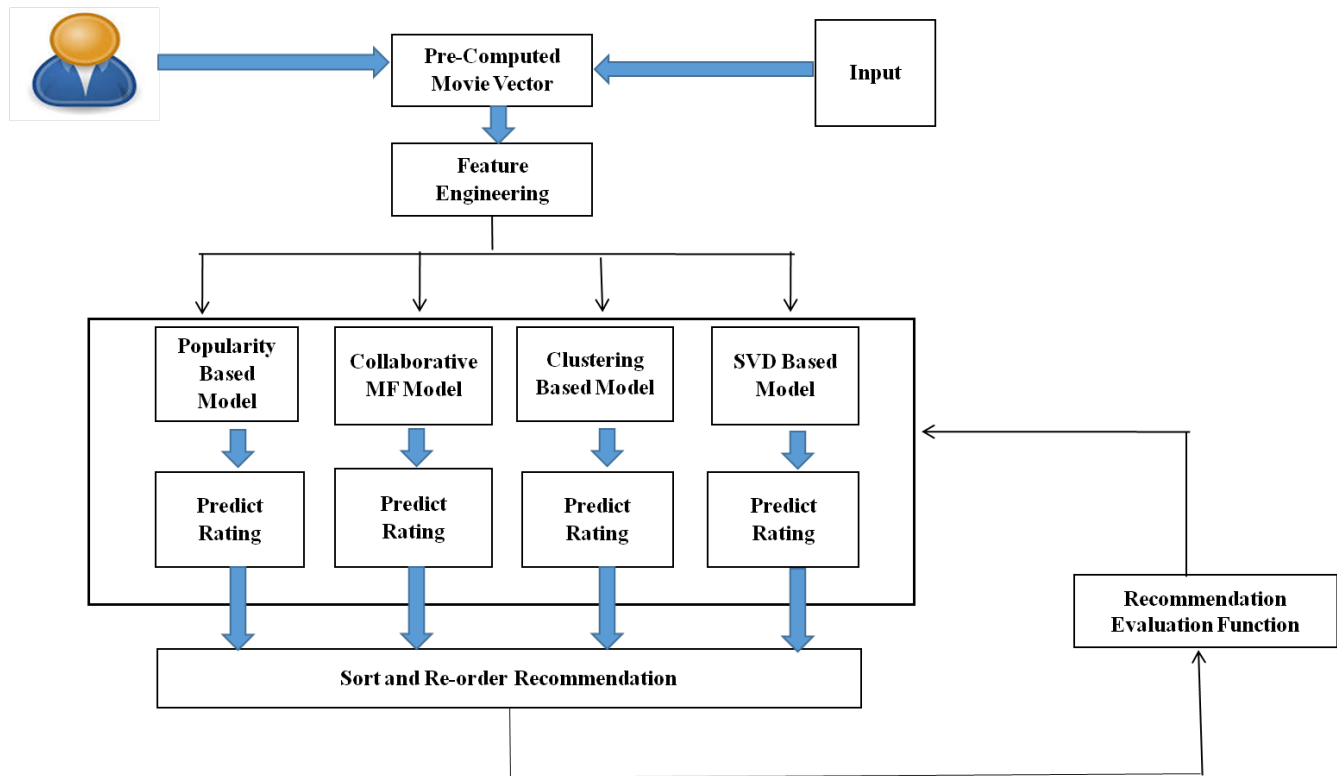 Pre-Computed
Movie Vector
Input
Feature
Engineering
Popularity
Based
Model
Collaborative
MF Model
Clustering
Based Model
SVD Based
Model
Predict
Rating
Predict
Rating
Predict
Rating
Predict
Rating
Recommendation
Evaluation Function
Sort and Re-order Recommendation